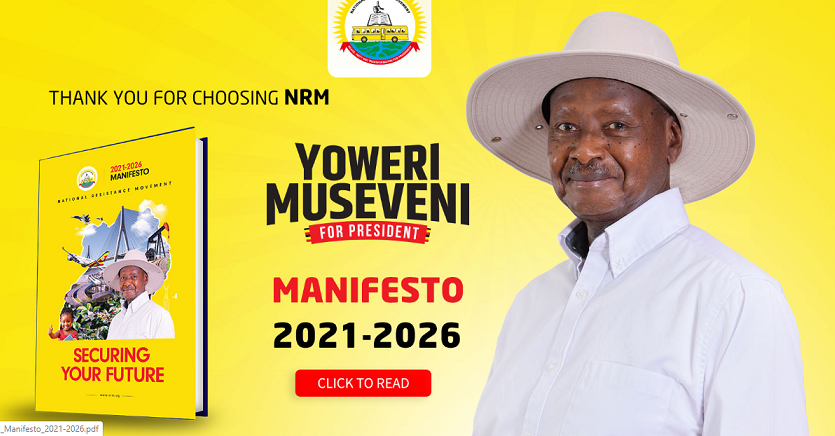 THANK YOU FOR CHOOSING NRM
2021-2026
MANIFESTO
NATIONAL RESISTANCE MOVEMENT
SECURING
YOUR FUTURE
YOWERI
MUSEVENI
FOR PRESIDENT
MANIFESTO
2021-2026
CLICK TO READ
_Manifesto_2021-2026.pdf